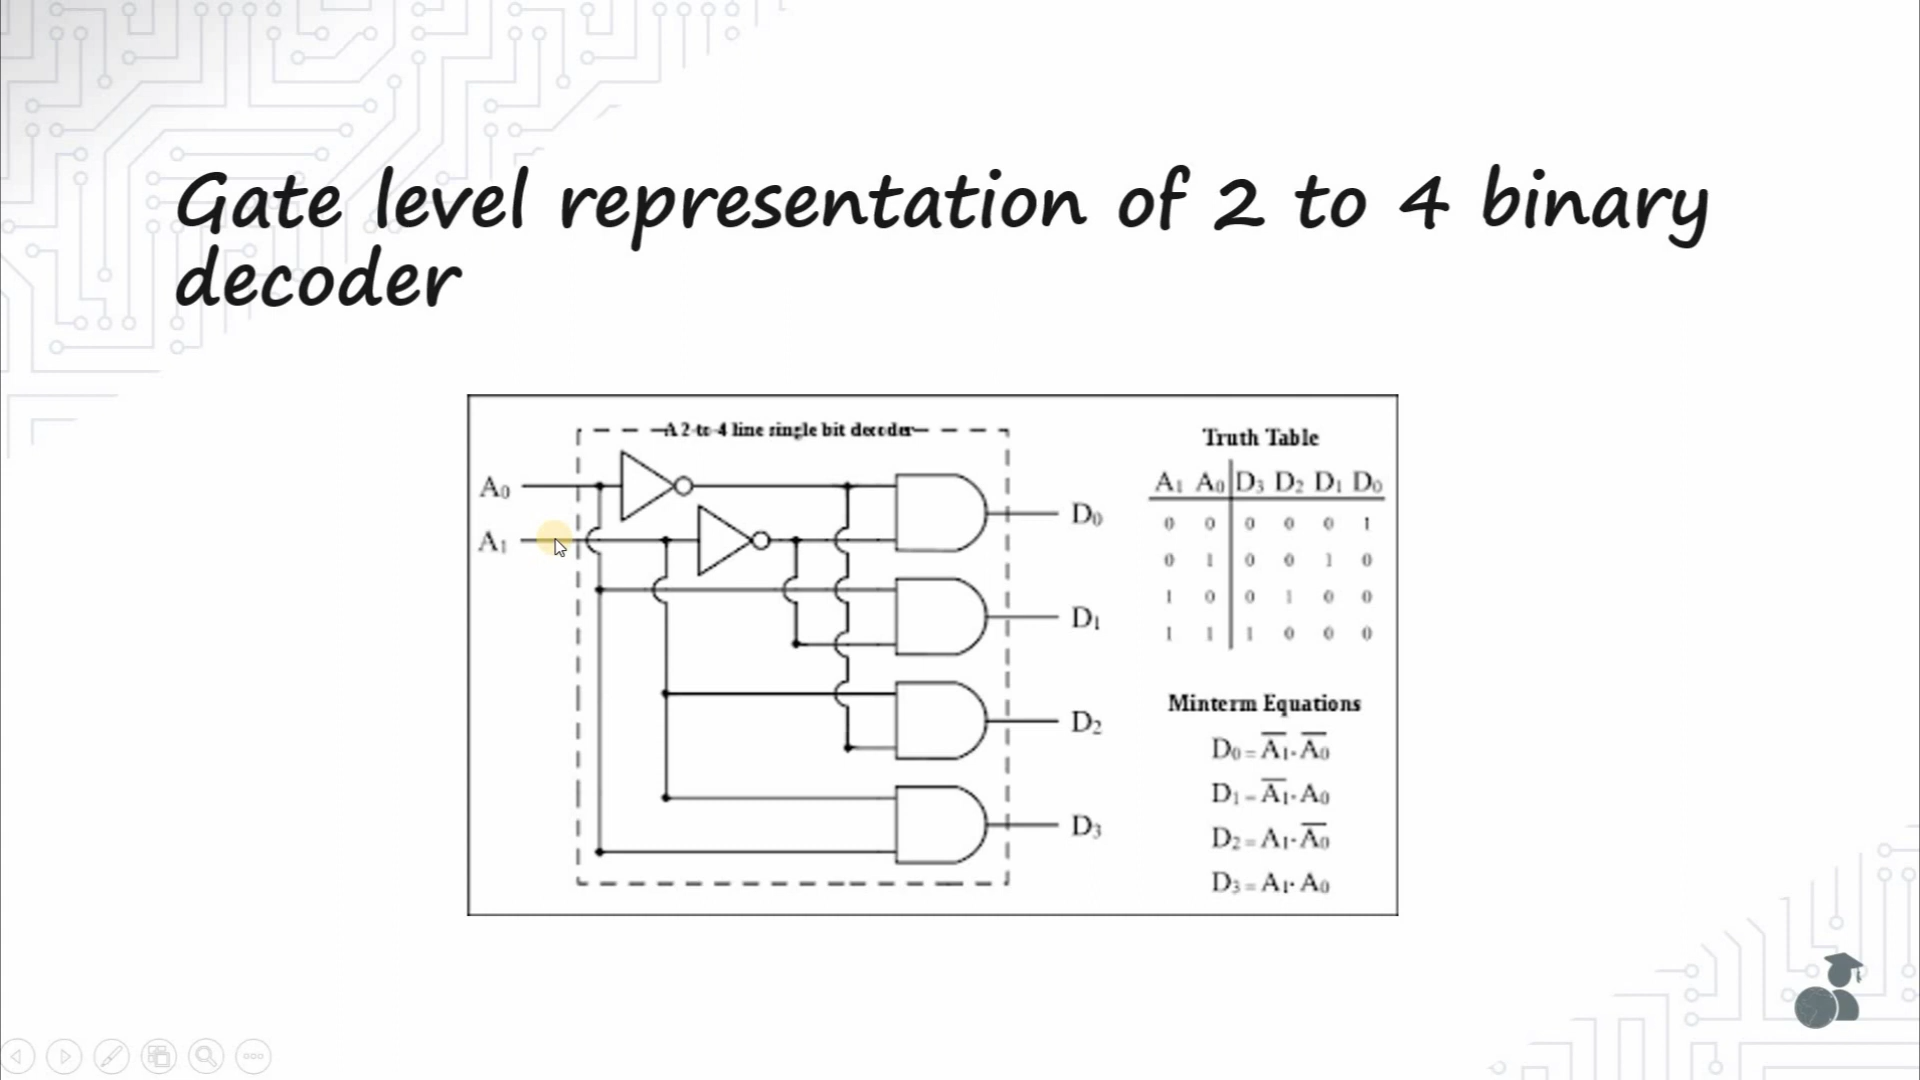 Gate level representation of 2 to 4 binary
decoder
A 2-to-4 line single bit decoder
A₀
A₁
D₀
D₁
D₂
D₃
Truth Table
A₁ A₀ D₃ D₂ D₁ D₀
0 0 0 0 0 1
0 1 0 0 1 0
1 0 0 1 0 0
1 1 1 0 0 0
Minterm Equations
D₀ = A̅₁·A̅₀
D₁ = A̅₁·A₀
D₂ = A₁·A̅₀
D₃ = A₁·A₀